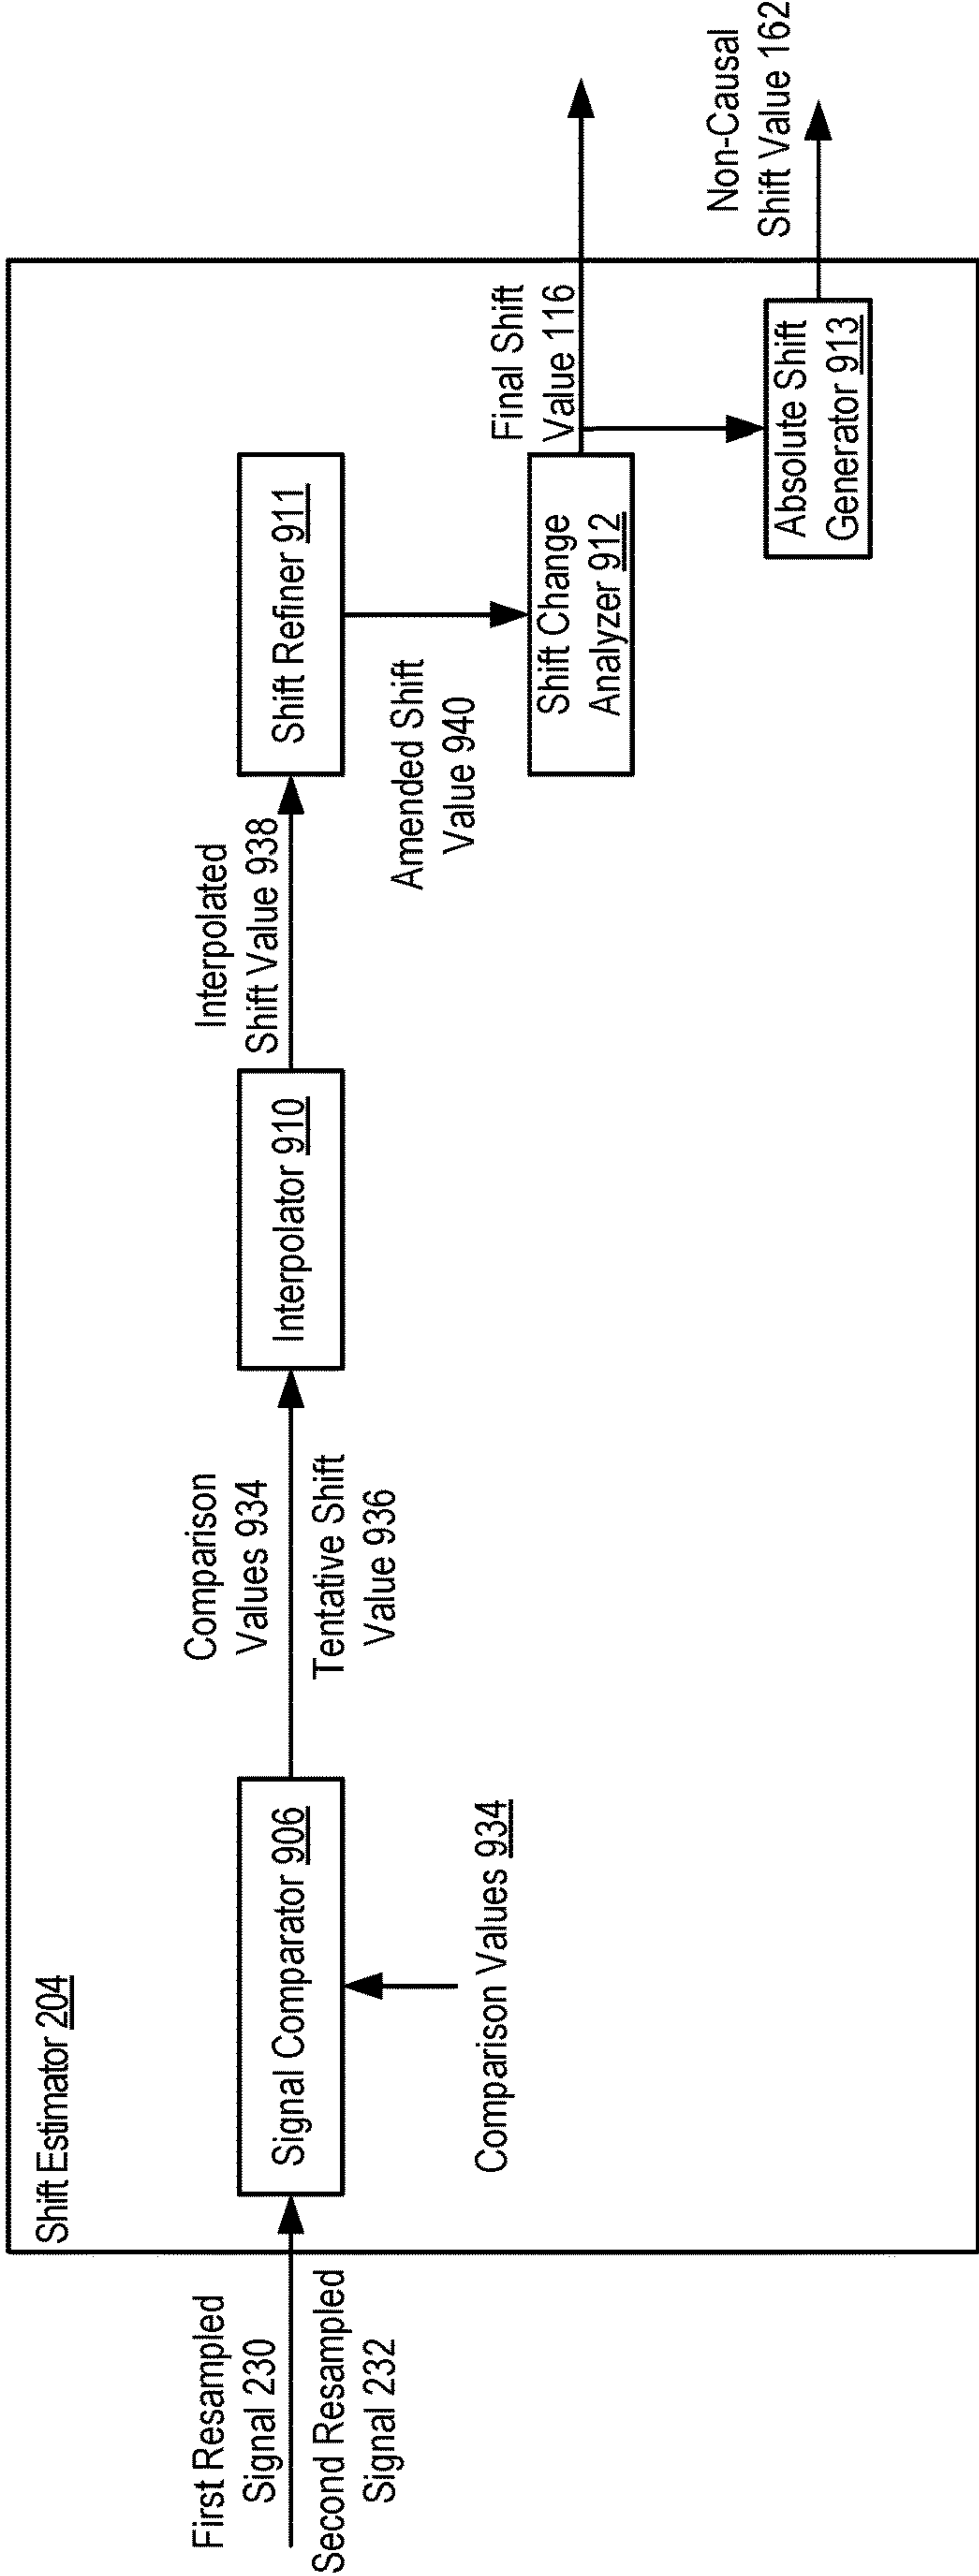 Shift Estimator 204
First Resampled
Signal 230
Second Resampled
Signal 232
Signal Comparator 906
Comparison Values 934
Comparison
Values 934
Tentative Shift
Value 936
Interpolator 910
Interpolated
Shift Value 938
Shift Refiner 911
Amended Shift
Value 940
Shift Change
Analyzer 912
Final Shift
Value 116
Absolute Shift
Generator 913
Non-Causal
Shift Value 162